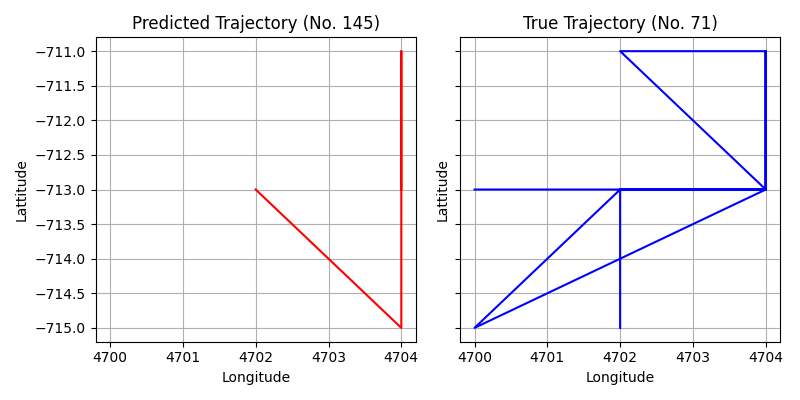 Predicted Trajectory (No. 145)
True Trajectory (No. 71)
−711.0
−711.5
−712.0
−712.5
−713.0
−713.5
−714.0
−714.5
−715.0
Lattitude
Lattitude
4700 4701 4702 4703 4704
4700 4701 4702 4703 4704
Longitude
Longitude